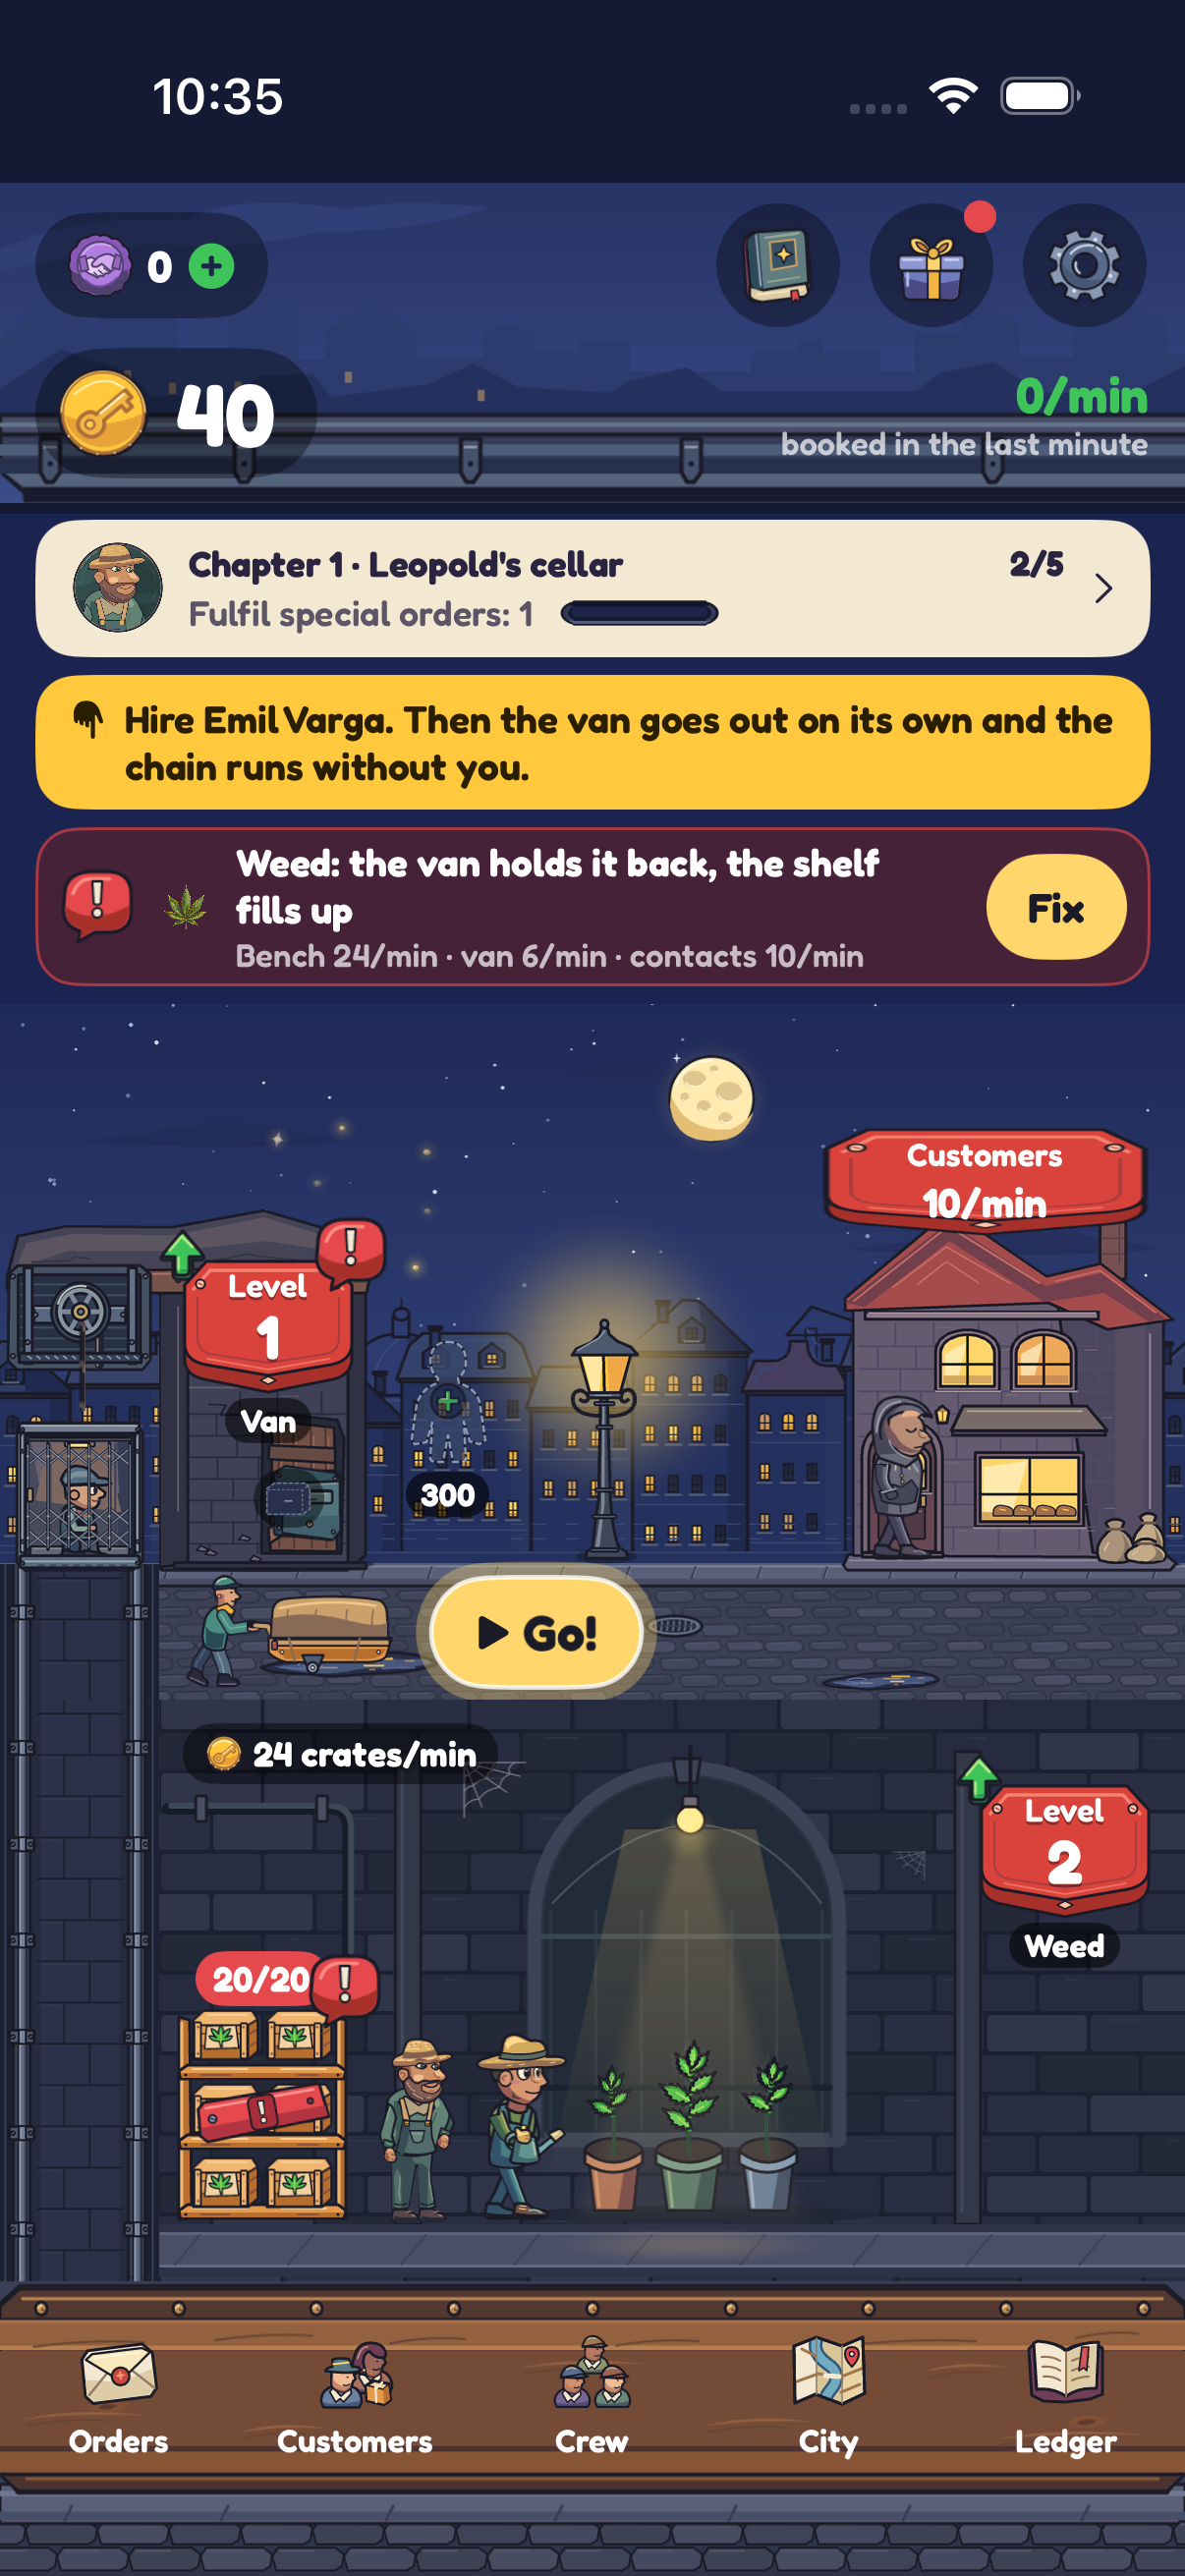 10:35
0
40
0/min
booked in the last minute
Chapter 1 · Leopold's cellar
2/5
Fulfil special orders: 1
Hire Emil Varga. Then the van goes out on its own and the
chain runs without you.
Weed: the van holds it back, the shelf
fills up
Bench 24/min · van 6/min · contacts 10/min
Fix
Customers
10/min
Level
1
Van
300
Go!
24 crates/min
Level
2
Weed
20/20
Orders
Customers
Crew
City
Ledger